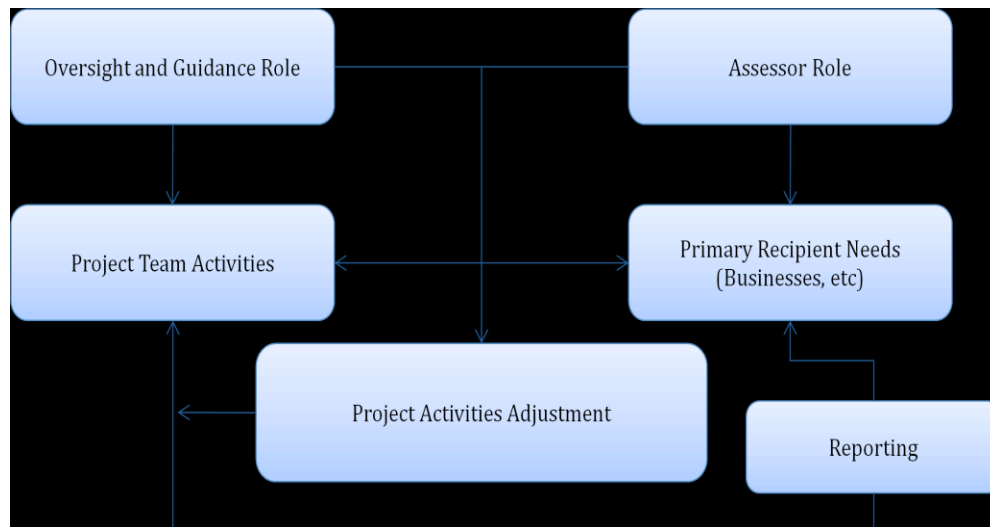 Oversight and Guidance Role
Assessor Role
Project Team Activities
Primary Recipient Needs
(Businesses, etc)
Project Activities Adjustment
Reporting